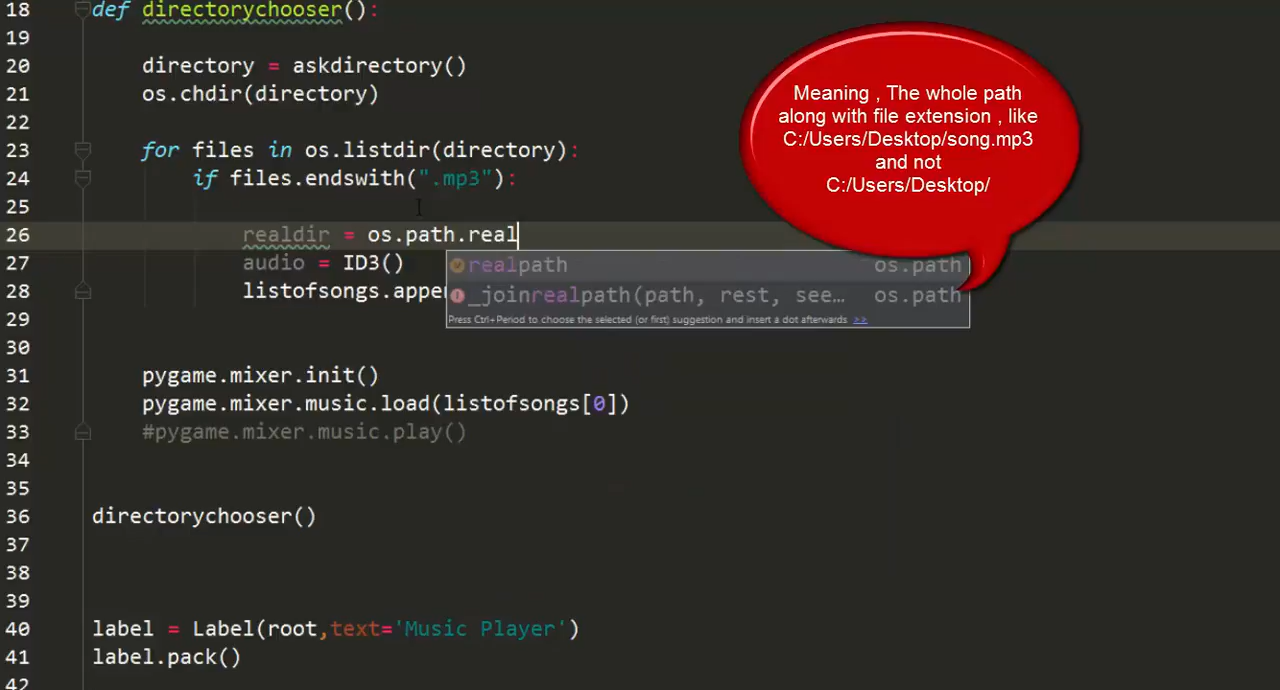 18 def directorychooser():
19
20 directory = askdirectory()
21 os.chdir(directory)
22
23 for files in os.listdir(directory):
24 if files.endswith(".mp3"):
25
26 realdir = os.path.real
27 audio = ID3()
28 listofsongs.appe
29
30
31 pygame.mixer.init()
32 pygame.mixer.music.load(listofsongs[0])
33 #pygame.mixer.music.play()
34
35
36 directorychooser()
37
38
39
40 label = Label(root,text='Music Player')
41 label.pack()
42
realpath os.path
_joinrealpath(path, rest, see… os.path
Press Ctrl+Period to choose the selected (or first) suggestion and insert a dot afterwards >>
Meaning , The whole path
along with file extension , like
C:/Users/Desktop/song.mp3
and not
C:/Users/Desktop/